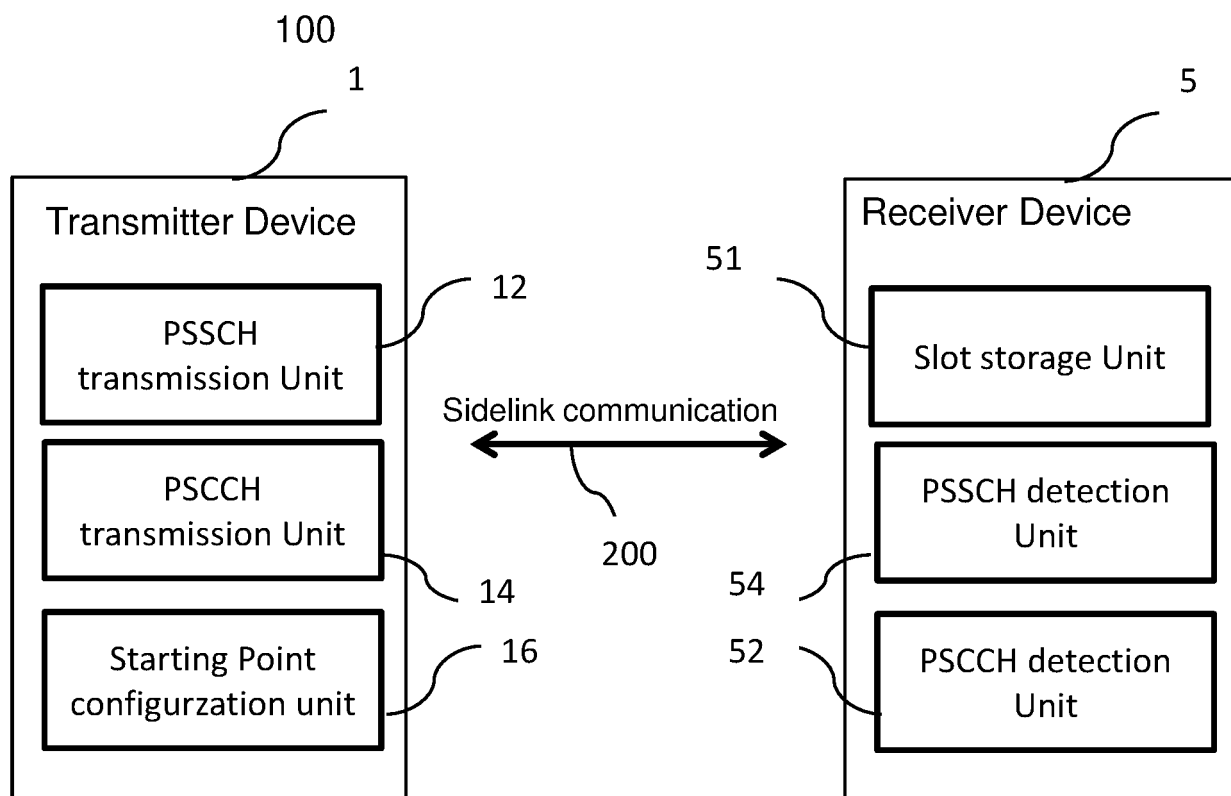 100
1
5
Transmitter Device
Receiver Device
12
51
PSSCH
transmission Unit
Slot storage Unit
Sidelink communication
PSCCH
transmission Unit
PSSCH detection
Unit
200
14
54
Starting Point
configurzation unit
16
52
PSCCH detection
Unit